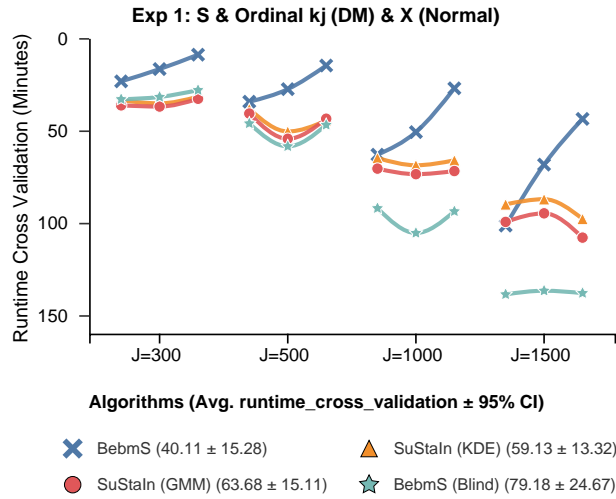 Exp 1: S & Ordinal kj (DM) & X (Normal)
Runtime Cross Validation (Minutes)
0
50
100
150
J=300 J=500 J=1000 J=1500
Algorithms (Avg. runtime_cross_validation ± 95% CI)
BebmS (40.11 ± 15.28) SuStaIn (KDE) (59.13 ± 13.32)
SuStaIn (GMM) (63.68 ± 15.11) BebmS (Blind) (79.18 ± 24.67)